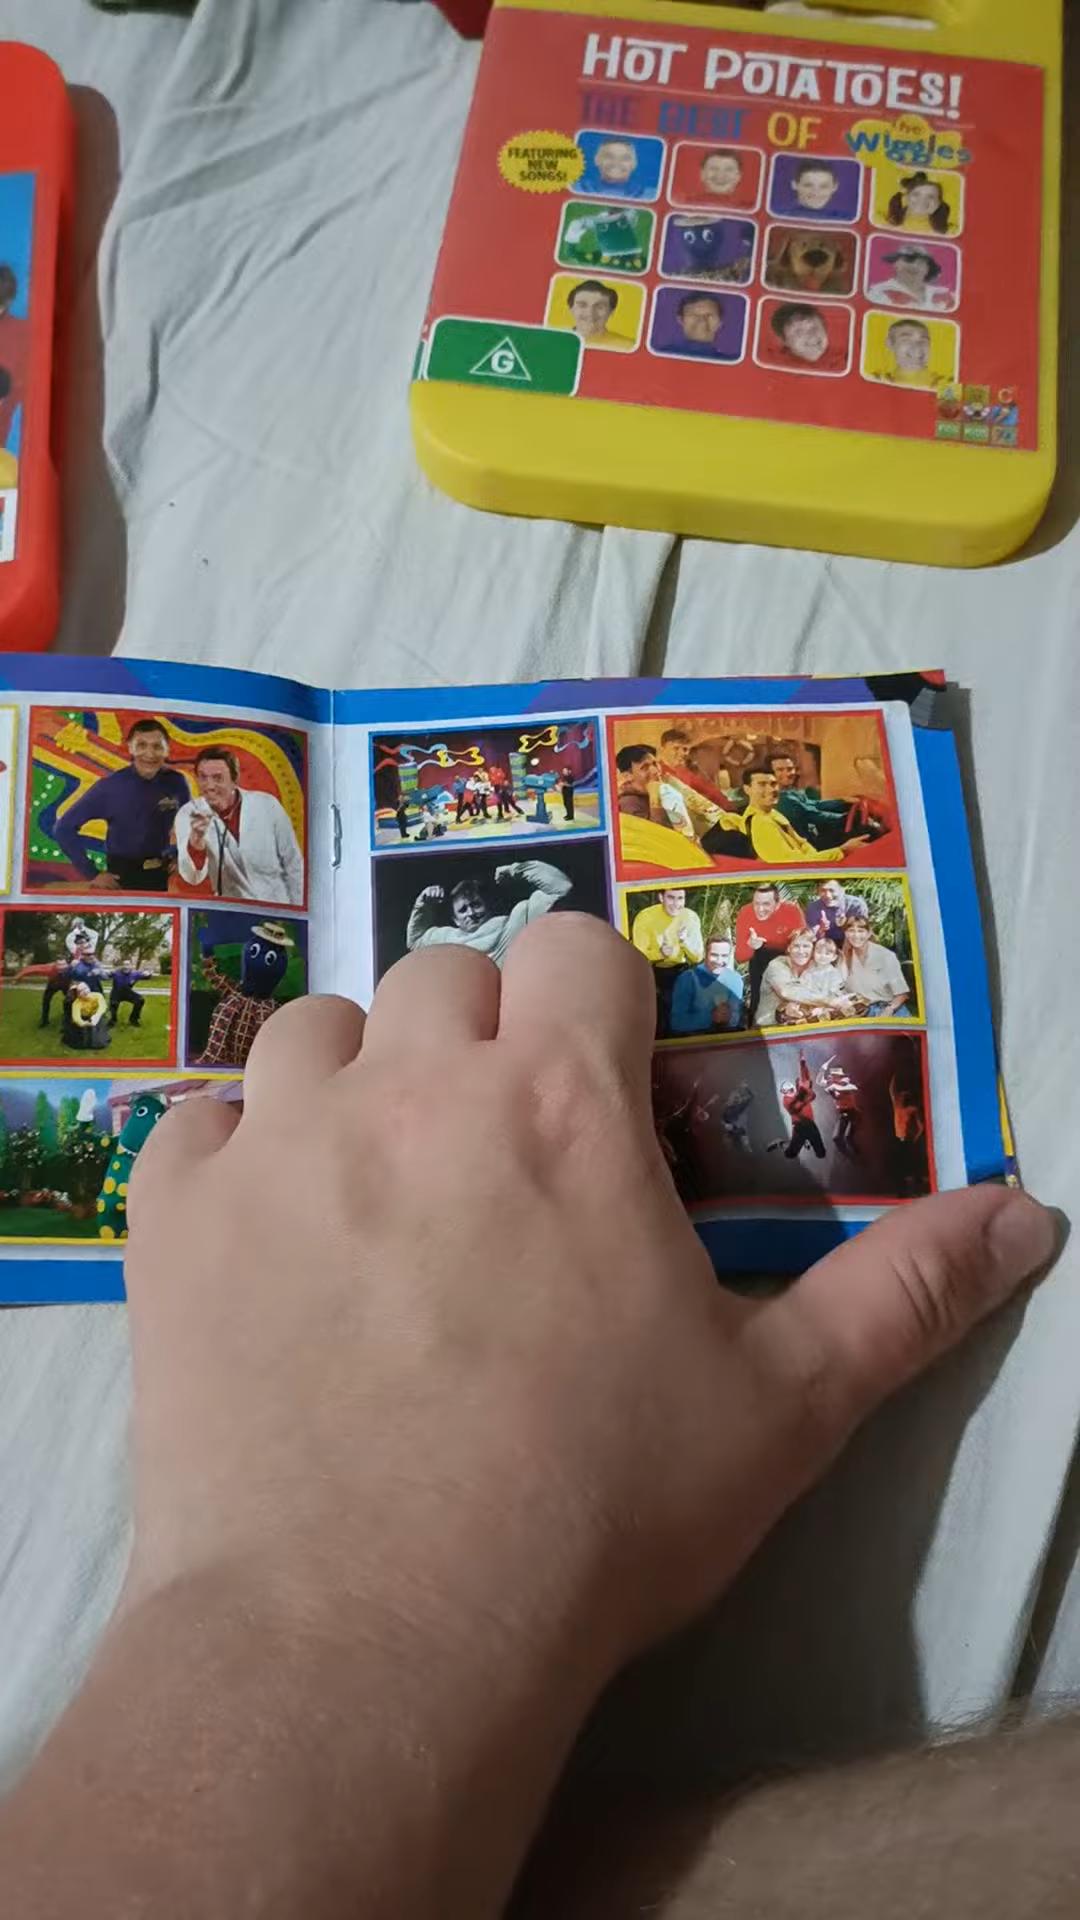 HOT POTATOES!
THE BEST OF The Wiggles
FEATURING
NEW
SONGS!
G